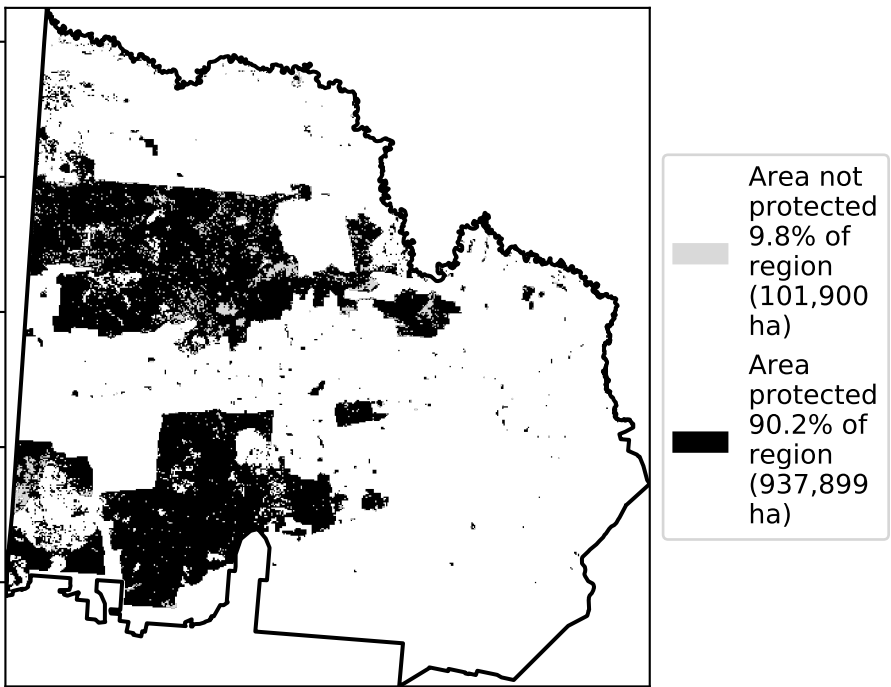 Area not
protected
9.8% of
region
(101,900
ha)
Area
protected
90.2% of
region
(937,899
ha)